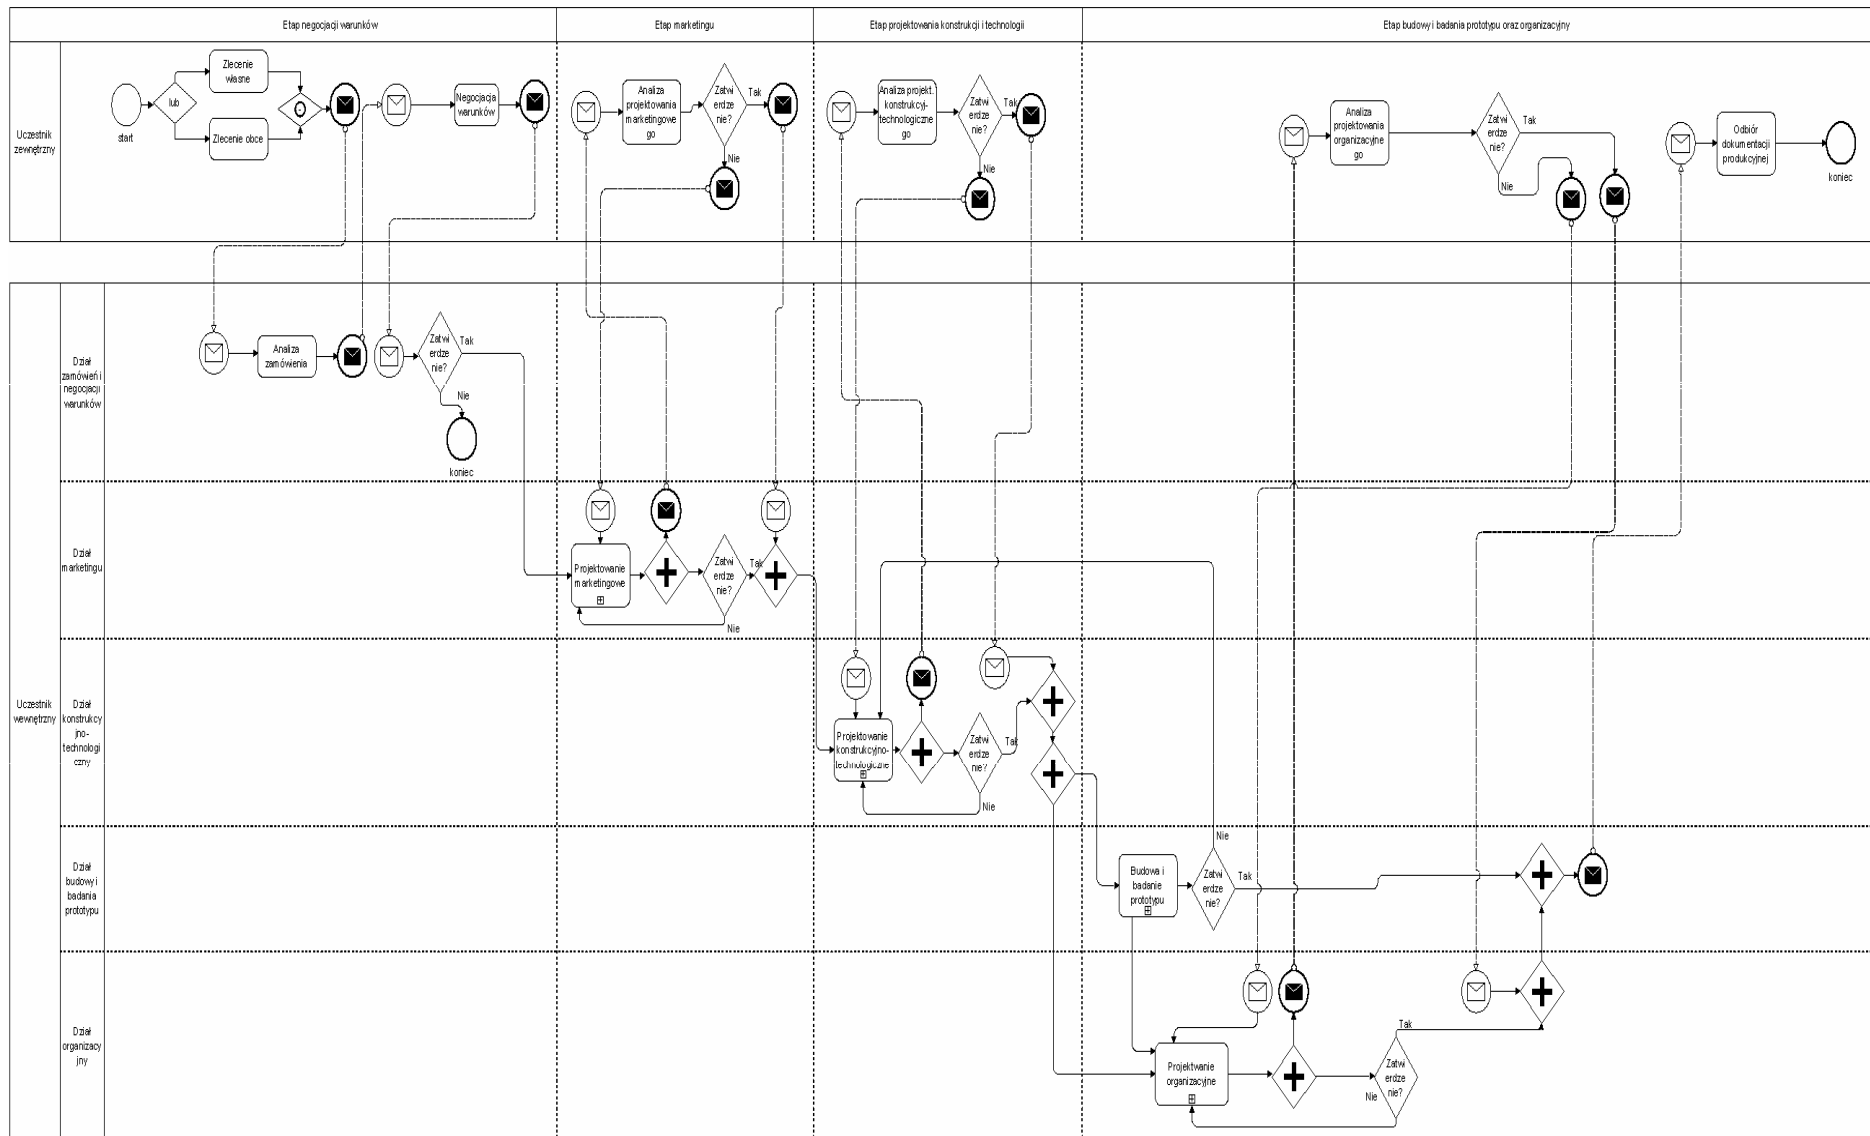 Etap negocjacji warunków
Etap marketingu
Etap projektowania konstrukcji i technologii
Etap budowy i badania prototypu oraz organizacyjny
Uczestnik
zewnętrzny
start
lub
Zlecenie
własne
Zlecenie obce
Negocjacja
warunków
Analiza
projektowania
marketingowe
go
Zatwi
erdze
nie?
Tak
Nie
Analiza projekt.
konstrukcyj-
technologiczne
go
Zatwi
erdze
nie?
Tak
Nie
Analiza
projektowania
organizacyjne
go
Zatwi
erdze
nie?
Tak
Nie
Odbiór
dokumentacji
produkcyjnej
koniec
Uczestnik
wewnętrzny
Dział
zamówień i
negocjacji
warunków
Analiza
zamówienia
Zatwi
erdze
nie?
Tak
Nie
koniec
Dział
marketingu
Projektowanie
marketingowe
Zatwi
erdze
nie?
Tak
Nie
Dział
konstrukcy
jno-
technologi
czny
Projektowanie
konstrukcyjno-
technologiczne
Zatwi
erdze
nie?
Tak
Nie
Dział
budowy i
badania
prototypu
Budowa i
badanie
prototypu
Zatwi
erdze
nie?
Nie
Tak
Dział
organizacy
jny
Projektwanie
organizacyjne
Zatwi
erdze
nie?
Tak
Nie